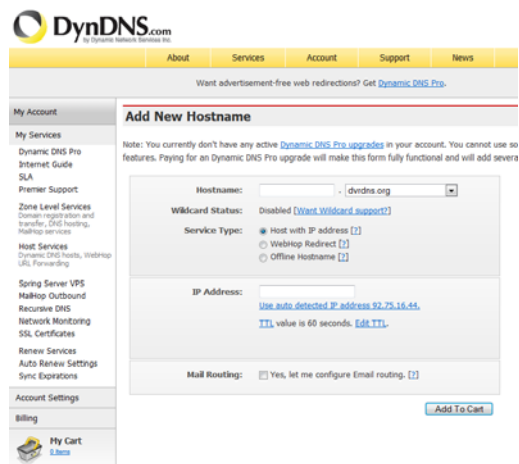 DynDNS.com
by Dynamic Network Services Inc.
About Services Account Support News
Want advertisement-free web redirections? Get Dynamic DNS Pro.
My Account
My Services
Dynamic DNS Pro
Internet Guide
SLA
Premier Support
Zone Level Services
Domain registration and
transfer, DNS hosting,
MailHop services
Host Services
Dynamic DNS hosts, WebHop
URL Forwarding
Spring Server VPS
MailHop Outbound
Recursive DNS
Network Monitoring
SSL Certificates
Renew Services
Auto Renew Settings
Sync Expirations
Account Settings
Billing
My Cart
0 items
Add New Hostname
Note: You currently don't have any active Dynamic DNS Pro upgrades in your account. You cannot use so
features. Paying for an Dynamic DNS Pro upgrade will make this form fully functional and will add severa
Hostname: . dvrdns.org
Wildcard Status: Disabled [Want Wildcard support?]
Service Type: Host with IP address [?]
WebHop Redirect [?]
Offline Hostname [?]
IP Address:
Use auto detected IP address 92.75.16.44.
TTL value is 60 seconds. Edit TTL.
Mail Routing: Yes, let me configure Email routing. [?]
Add To Cart